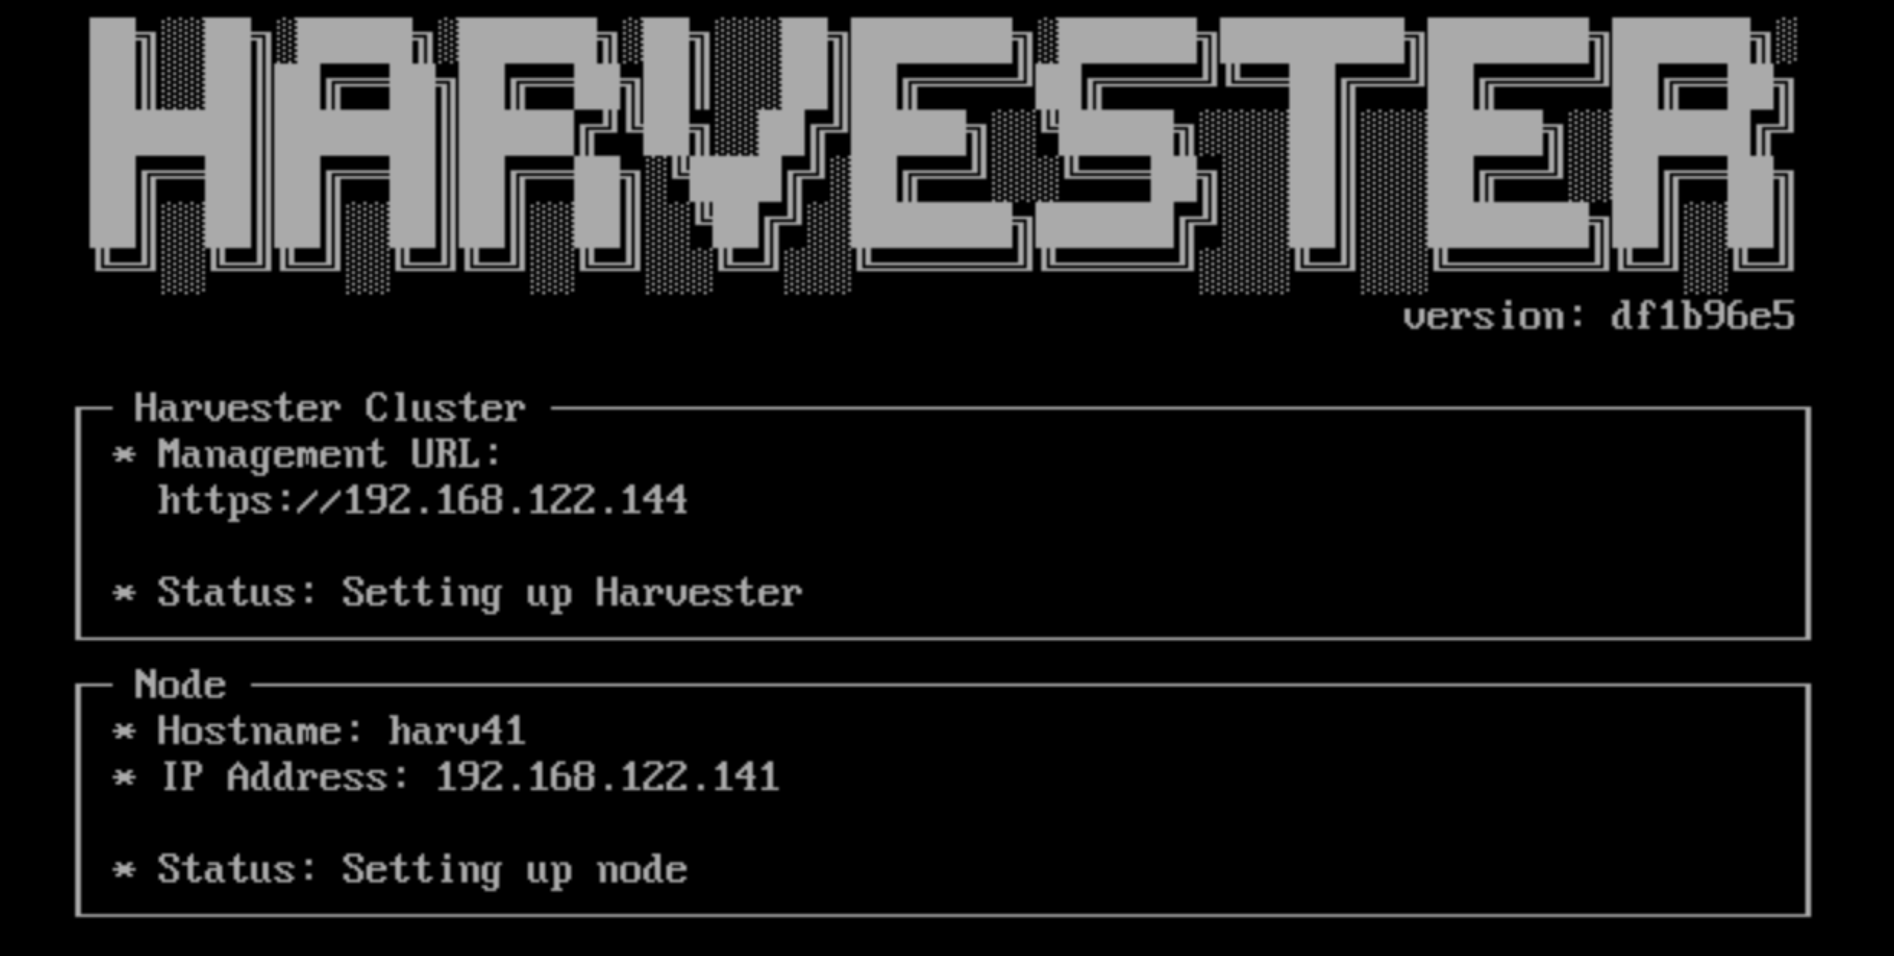 HARVESTER
version: df1b96e5
Harvester Cluster
* Management URL:
https://192.168.122.144
* Status: Setting up Harvester
Node
* Hostname: harv41
* IP Address: 192.168.122.141
* Status: Setting up node